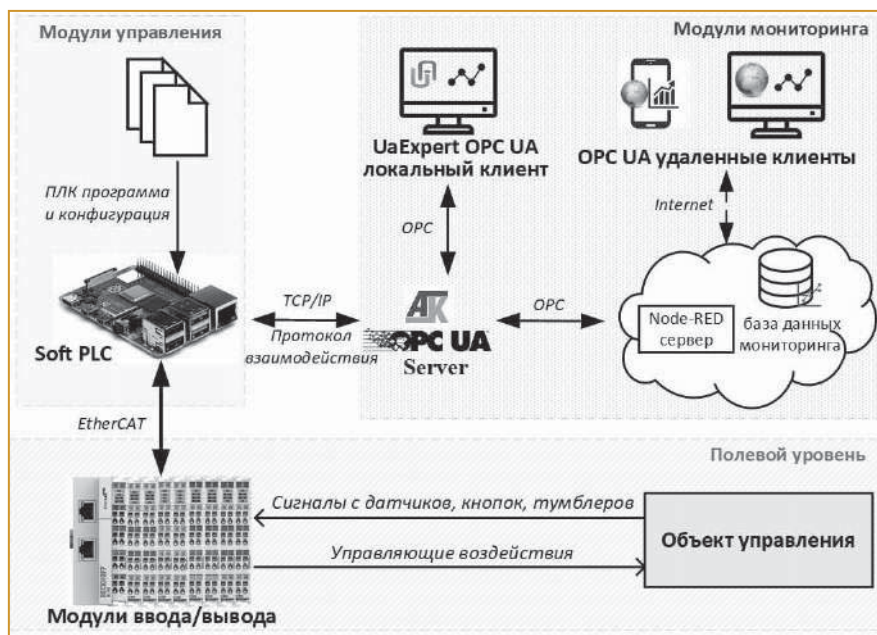 Модули управления
ПЛК программа
и конфигурация
Soft PLC
EtherCAT
TCP/IP
Протокол
взаимодействия
Модули мониторинга
UaExpert OPC UA
локальный клиент
OPC UA удаленные клиенты
OPC
Internet
OPC UA
Server
OPC
Node-RED
сервер
база данных
мониторинга
Полевой уровень
Сигналы с датчиков, кнопок, тумблеров
Управляющие воздействия
Объект управления
BECKHOFF
Модули ввода/вывода